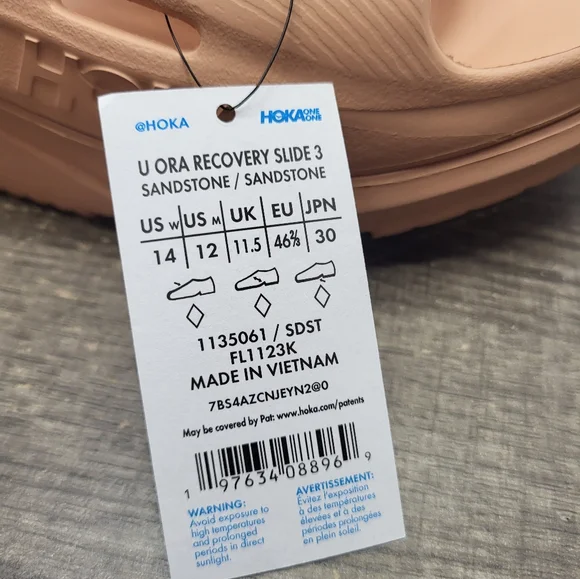 HO
@HOKA HOKA ONE ONE
U ORA RECOVERY SLIDE 3
SANDSTONE / SANDSTONE
US W US M UK EU JPN
14 12 11.5 46⅔ 30
1135061 / SDST
FL1123K
MADE IN VIETNAM
7BS4AZCNJEYN2@0
May be covered by Pat: www.hoka.com/patents
1 97634 08896 9
WARNING:
Avoid exposure to
high temperatures
and prolonged
periods in direct
sunlight.
AVERTISSEMENT:
Évitez l'exposition
à des températures
élevées et à des
périodes prolongées
en plein soleil.